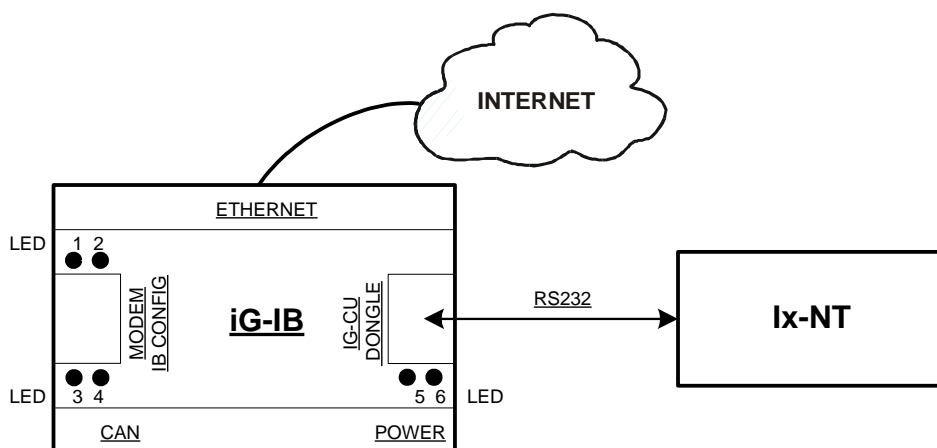 INTERNET
ETHERNET
LED 1 2
MODEM
IB CONFIG
iG-IB
IG-CU
DONGLE
RS232
Ix-NT
LED 3 4
5 6 LED
CAN
POWER